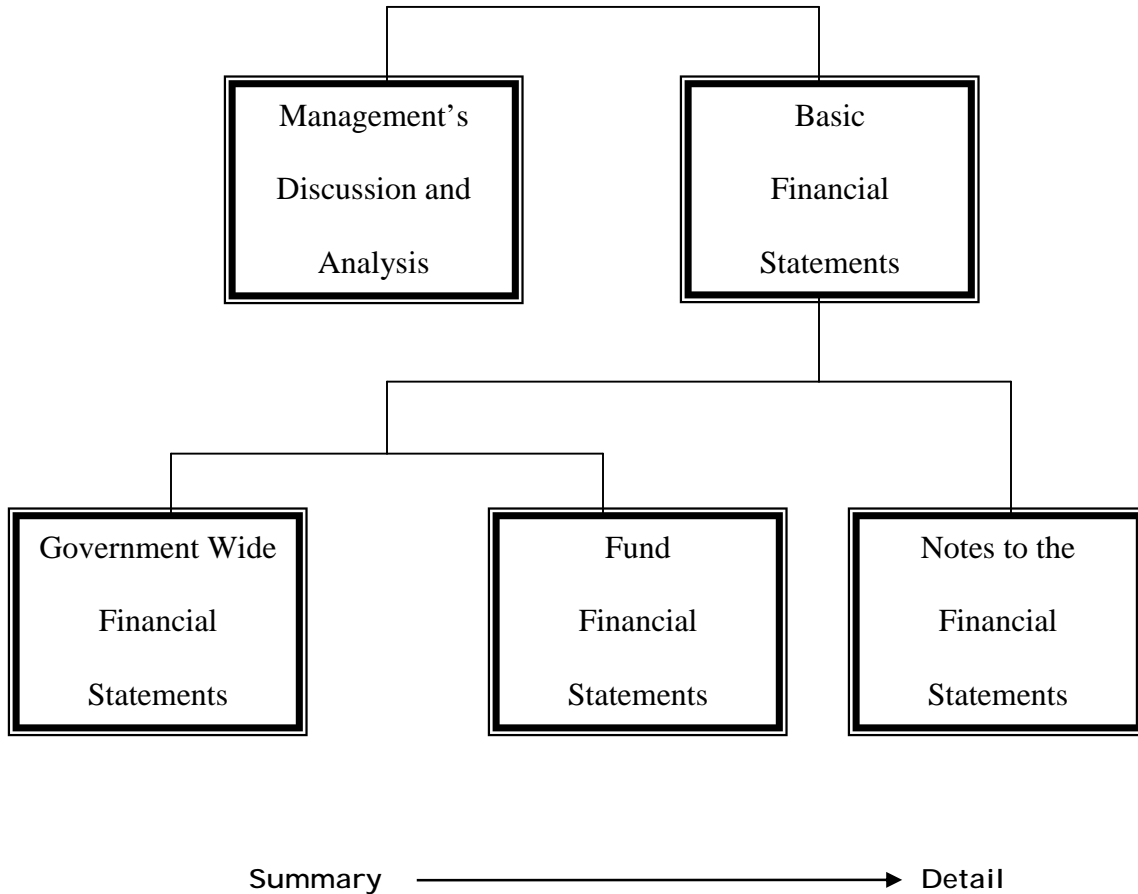 Management’s
Discussion and
Analysis
Basic
Financial
Statements
Government Wide
Financial
Statements
Fund
Financial
Statements
Notes to the
Financial
Statements
Summary
Detail